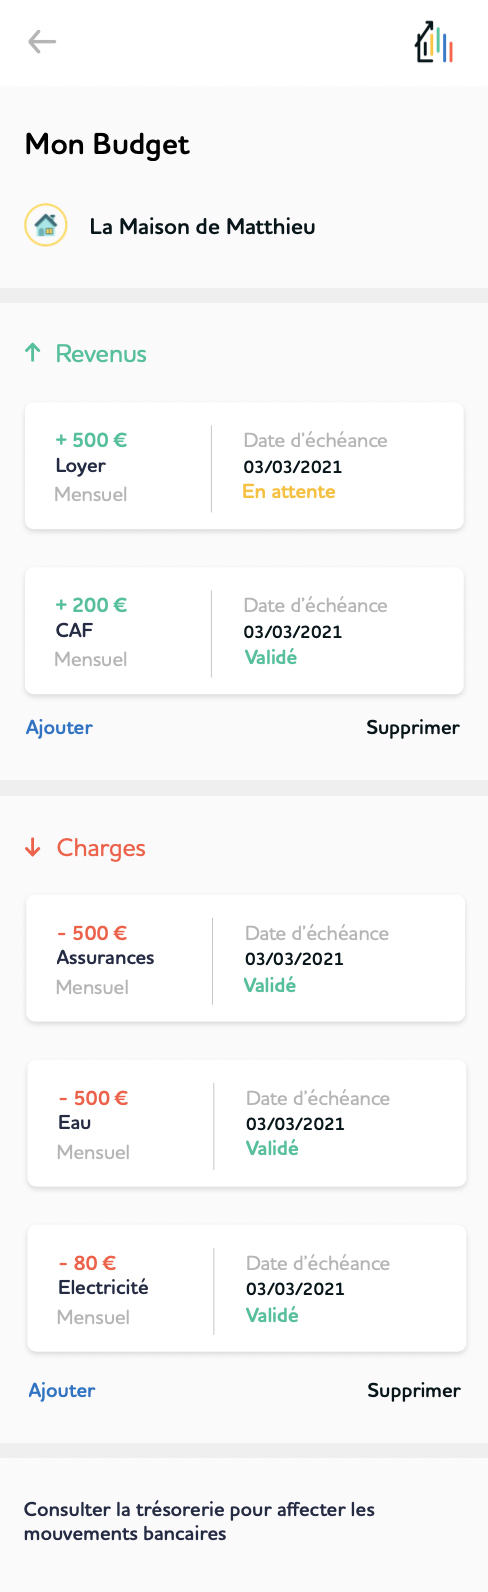 Mon Budget
La Maison de Matthieu
Revenus
+ 500 €
Loyer
Mensuel
Date d'échéance
03/03/2021
En attente
+ 200 €
CAF
Mensuel
Date d'échéance
03/03/2021
Validé
Ajouter
Supprimer
Charges
- 500 €
Assurances
Mensuel
Date d'échéance
03/03/2021
Validé
- 500 €
Eau
Mensuel
Date d'échéance
03/03/2021
Validé
- 80 €
Electricité
Mensuel
Date d'échéance
03/03/2021
Validé
Ajouter
Supprimer
Consulter la trésorerie pour affecter les
mouvements bancaires